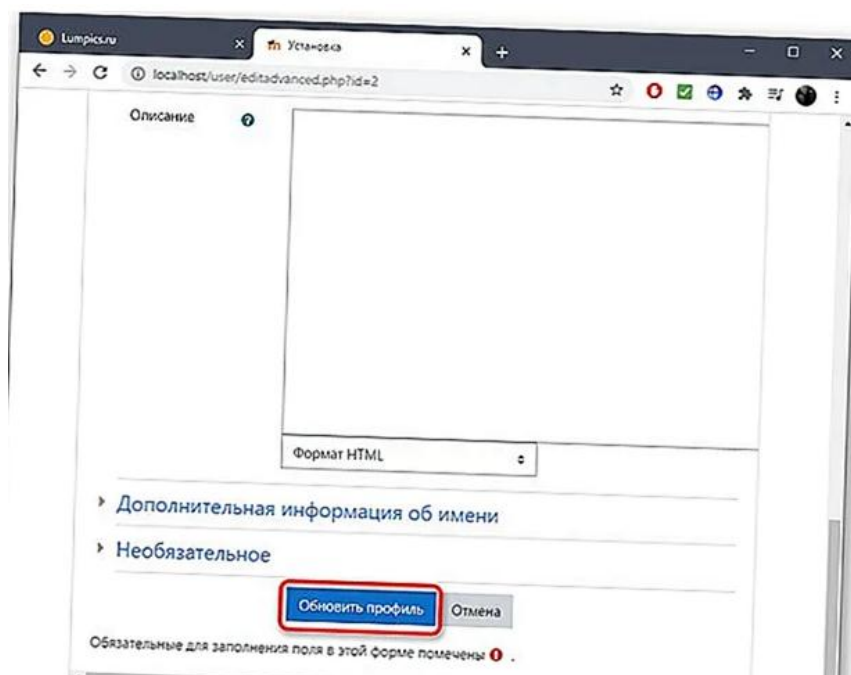 Lumpics.ru
Установка
localhost/user/editadvanced.php?id=2
Описание
Формат HTML
Дополнительная информация об имени
Необязательное
Обновить профиль
Отмена
Обязательные для заполнения поля в этой форме помечены .